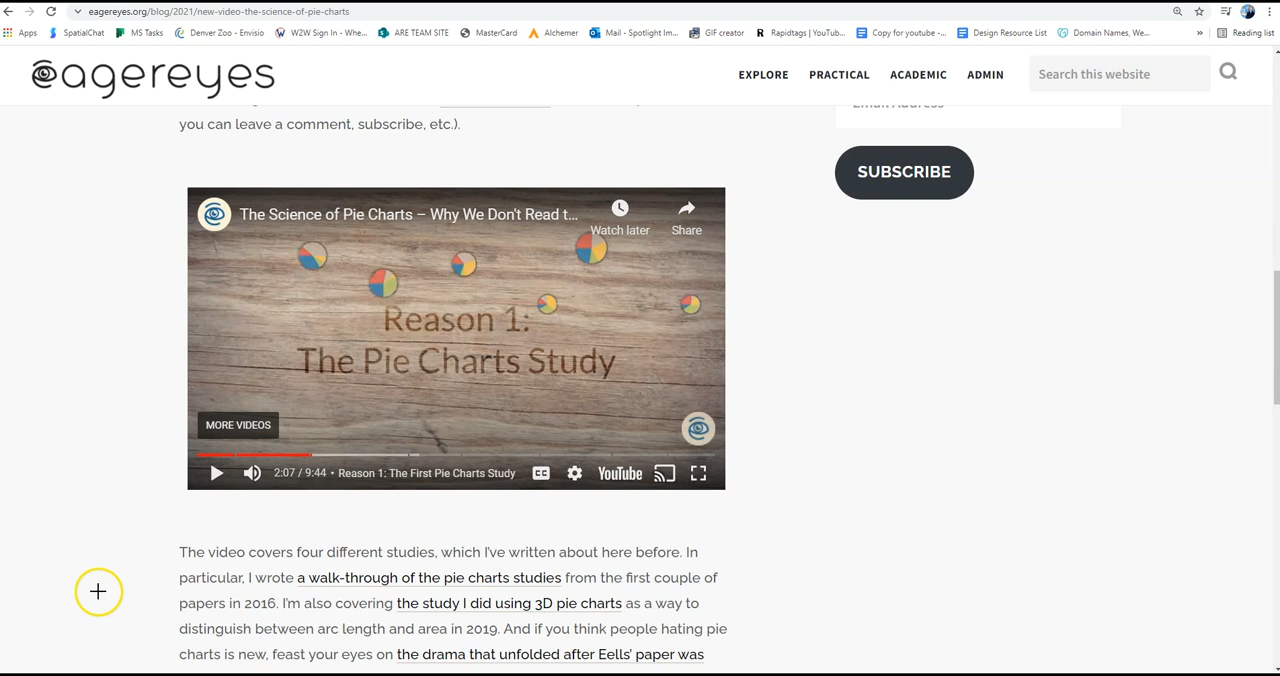 eagereyes.org/blog/2021/new-video-the-science-of-pie-charts
Apps SpatialChat MS Tasks Denver Zoo - Envisio W2W Sign In - Whe... ARE TEAM SITE MasterCard Alchemer Mail - Spotlight Im... GIF creator Rapidtags | YouTub... Copy for youtube -... Design Resource List Domain Names, We... » Reading list
eagereyes EXPLORE PRACTICAL ACADEMIC ADMIN Search this website
Email Address
you can leave a comment, subscribe, etc.).
SUBSCRIBE
The Science of Pie Charts – Why We Don't Read t...
Watch later Share
Reason 1:
The Pie Charts Study
MORE VIDEOS
2:07 / 9:44 • Reason 1: The First Pie Charts Study CC YouTube
The video covers four different studies, which I've written about here before. In
particular, I wrote a walk-through of the pie charts studies from the first couple of
papers in 2016. I'm also covering the study I did using 3D pie charts as a way to
distinguish between arc length and area in 2019. And if you think people hating pie
charts is new, feast your eyes on the drama that unfolded after Eells' paper was